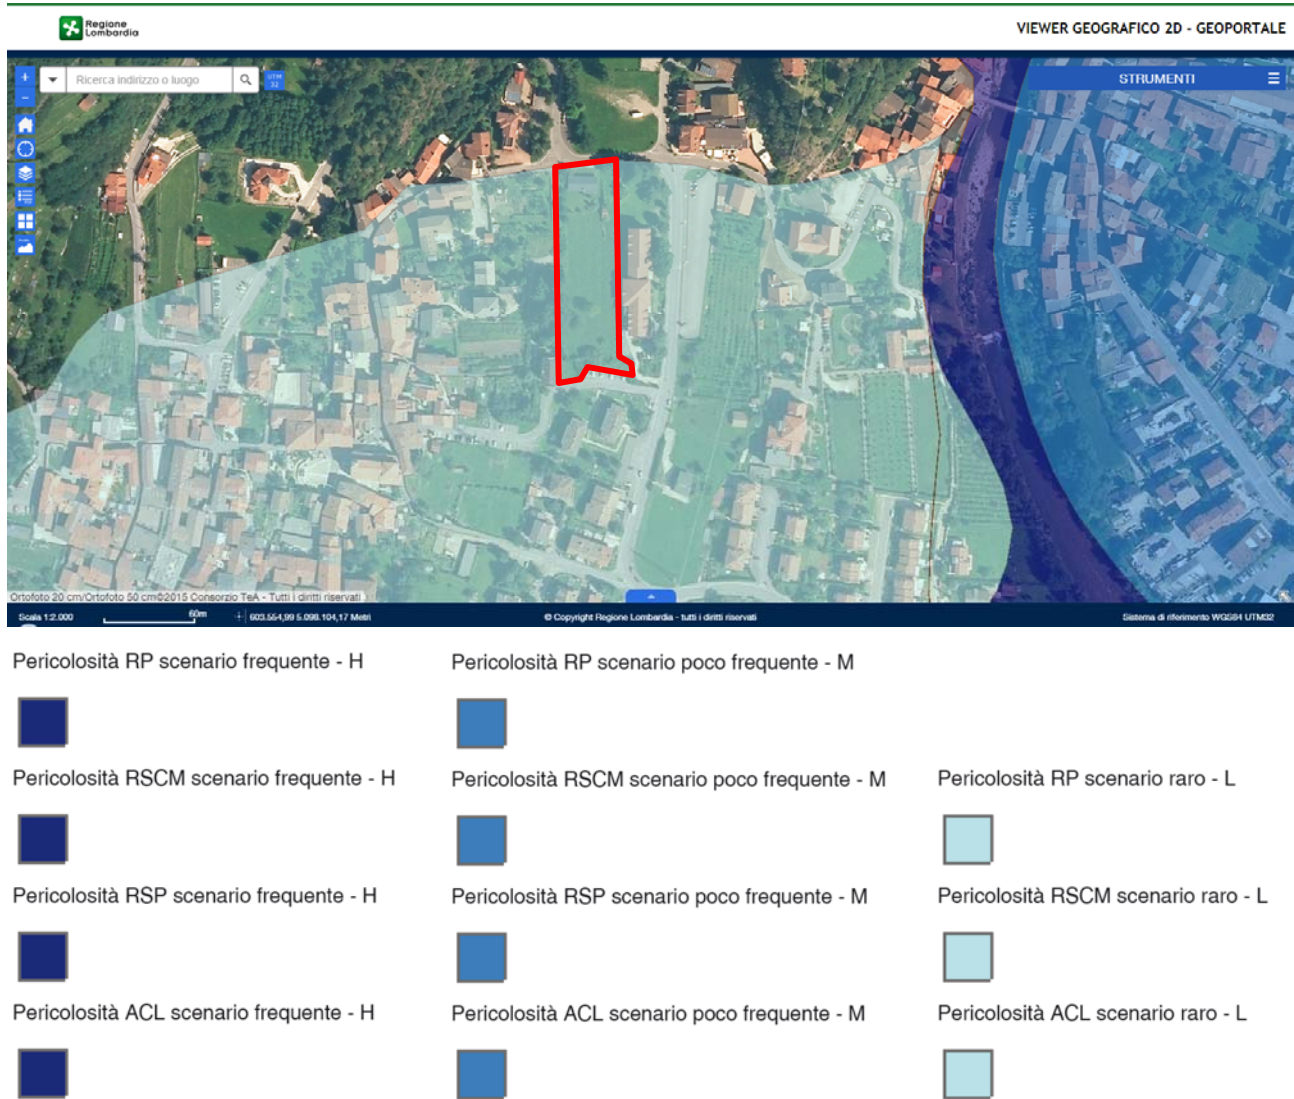 Regione
Lombardia
VIEWER GEOGRAFICO 2D - GEOPORTALE
+
Ricerca indirizzo o luogo
UTM
32
STRUMENTI
−
Ortofoto 20 cm/Ortofoto 50 cm©2015 Consorzio TeA - Tutti i diritti riservati
Scala 1:2.000
60m
603.554,99 5.098.104,17 Metri
© Copyright Regione Lombardia - tutti i diritti riservati
Sistema di riferimento WGS84 UTM32
Pericolosità RP scenario frequente - H
Pericolosità RP scenario poco frequente - M
Pericolosità RSCM scenario frequente - H
Pericolosità RSCM scenario poco frequente - M
Pericolosità RP scenario raro - L
Pericolosità RSP scenario frequente - H
Pericolosità RSP scenario poco frequente - M
Pericolosità RSCM scenario raro - L
Pericolosità ACL scenario frequente - H
Pericolosità ACL scenario poco frequente - M
Pericolosità ACL scenario raro - L